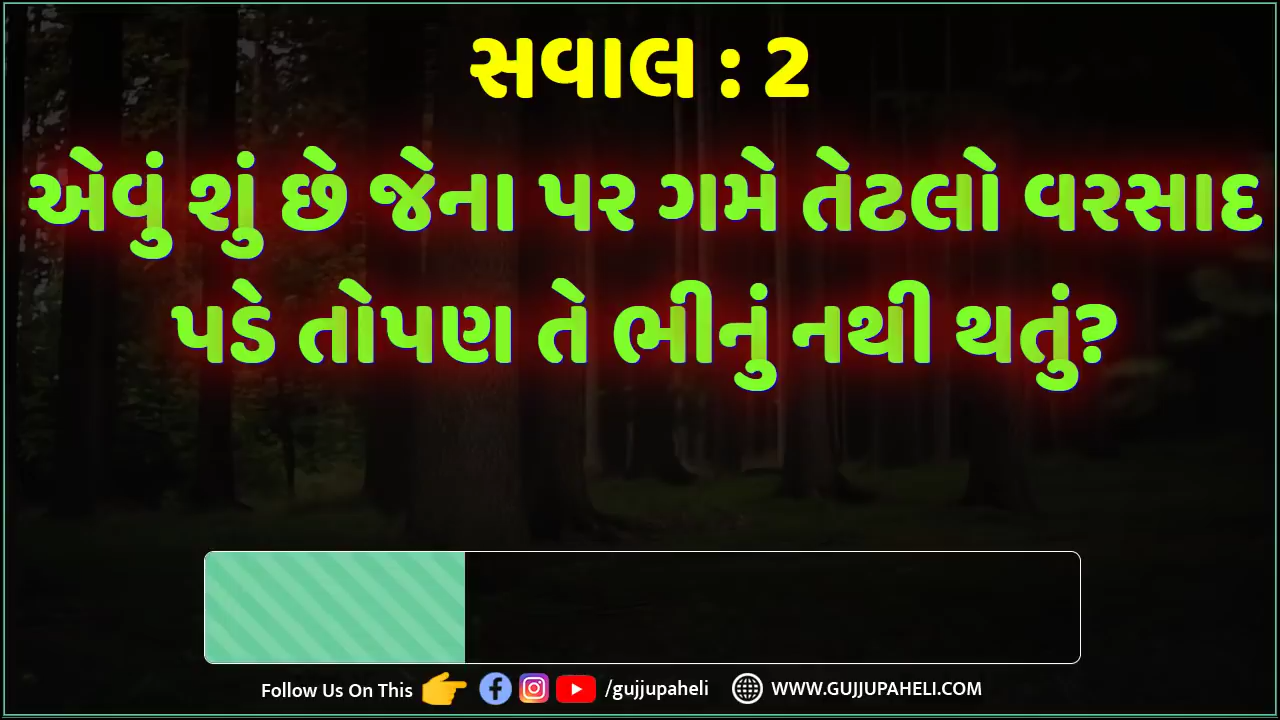 સવાલ : 2
એવું શું છે જેના પર ગમે તેટલો વરસાદ
પડે તોપણ તે ભીનું નથી થતું?
Follow Us On This /gujjupaheli WWW.GUJJUPAHELI.COM